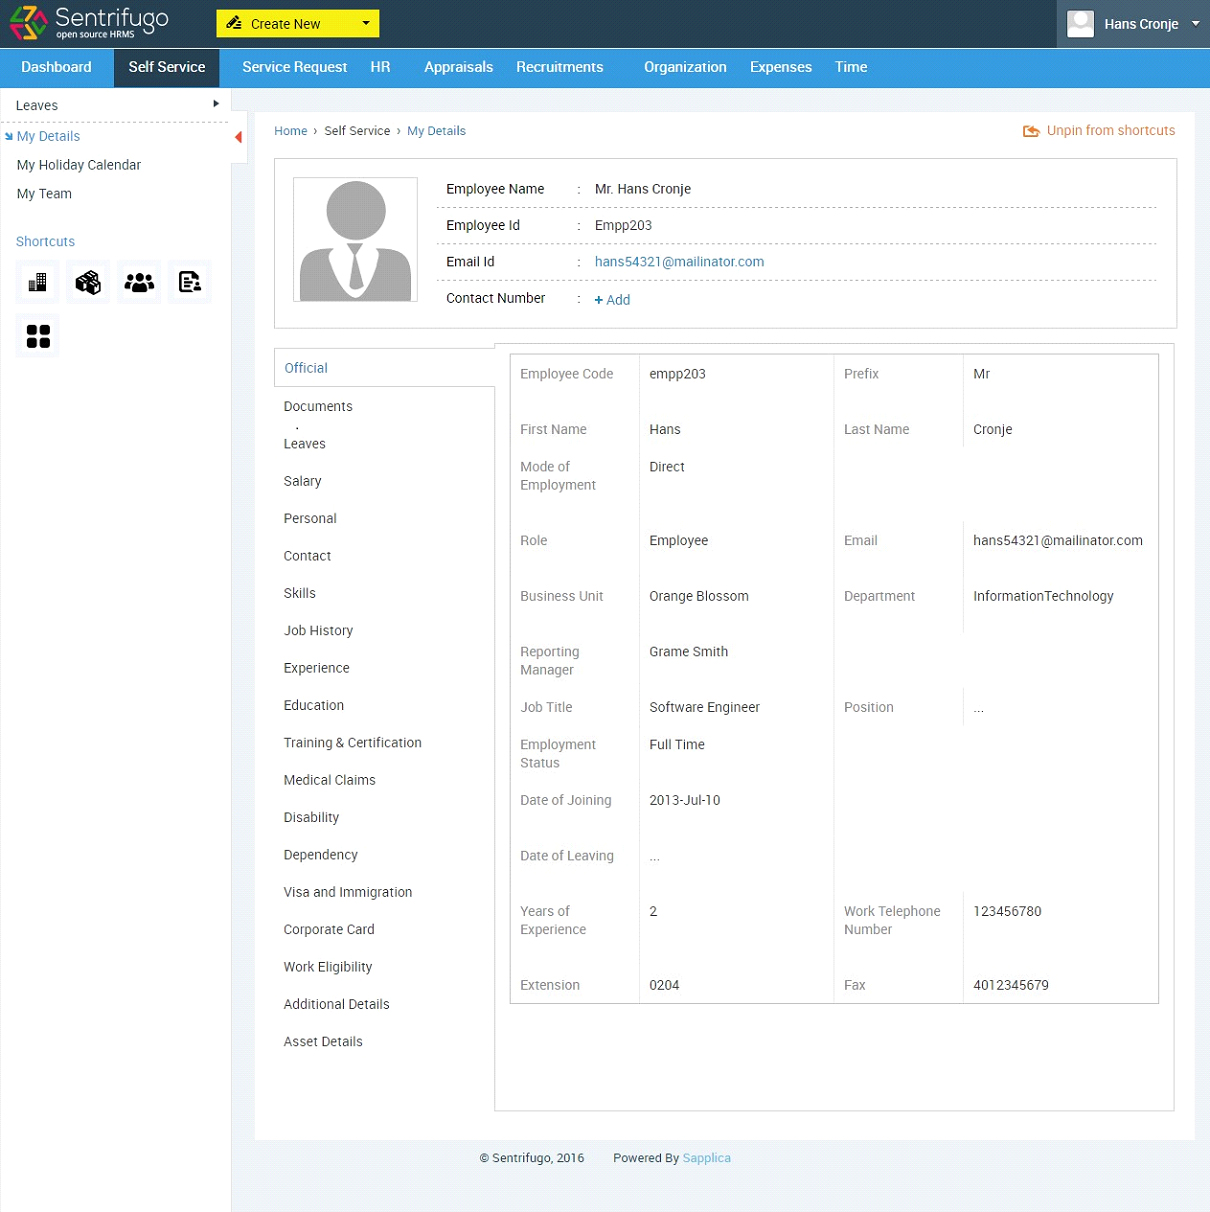 Sentrifugo
open source HRMS
Create New
Hans Cronje
Dashboard Self Service Service Request HR Appraisals Recruitments Organization Expenses Time
Leaves
My Details
My Holiday Calendar
My Team
Shortcuts
Home › Self Service › My Details
Unpin from shortcuts
Employee Name : Mr. Hans Cronje
Employee Id : Empp203
Email Id : hans54321@mailinator.com
Contact Number : + Add
Official
Documents
Leaves
Salary
Personal
Contact
Skills
Job History
Experience
Education
Training & Certification
Medical Claims
Disability
Dependency
Visa and Immigration
Corporate Card
Work Eligibility
Additional Details
Asset Details
Employee Code empp203 Prefix Mr
First Name Hans Last Name Cronje
Mode of Direct
Employment
Role Employee Email hans54321@mailinator.com
Business Unit Orange Blossom Department InformationTechnology
Reporting Grame Smith
Manager
Job Title Software Engineer Position ...
Employment Full Time
Status
Date of Joining 2013-Jul-10
Date of Leaving ...
Years of 2 Work Telephone 123456780
Experience Number
Extension 0204 Fax 4012345679
© Sentrifugo, 2016 Powered By Sapplica